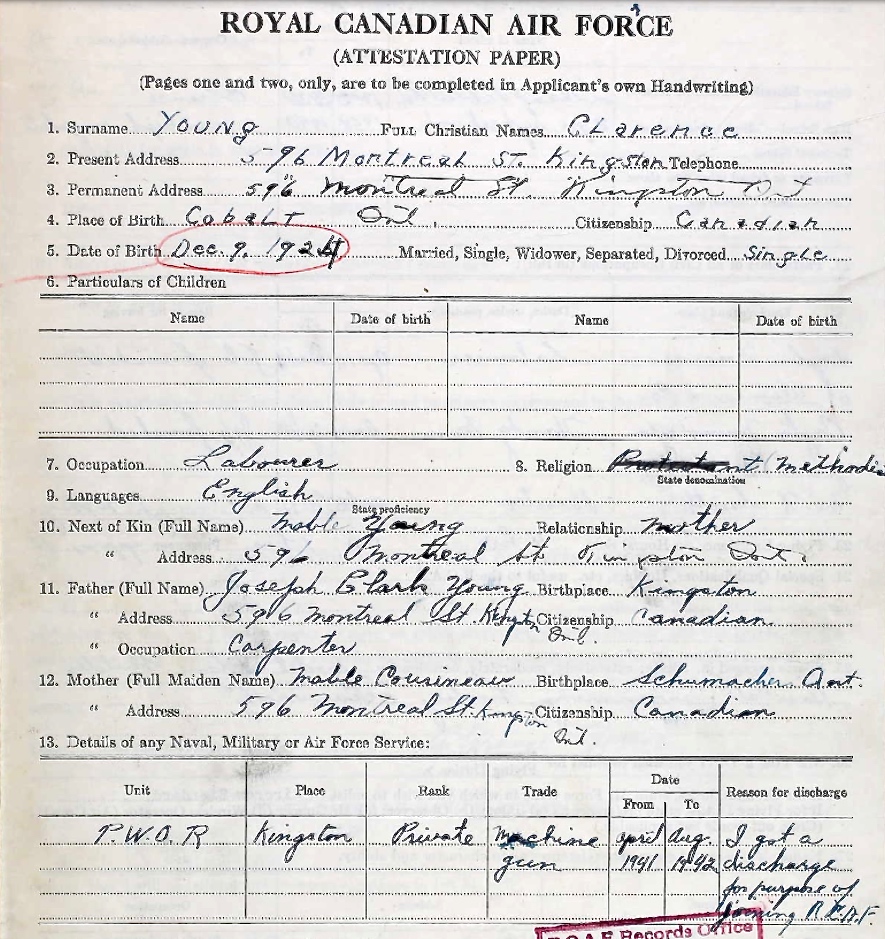 ROYAL CANADIAN AIR FORCE
(ATTESTATION PAPER)
(Pages one and two, only, are to be completed in Applicant's own Handwriting)
1. Surname Young Full Christian Names Clarence
2. Present Address 596 Montreal St. Kingston Telephone
3. Permanent Address 596 Montreal St. Kingston Ont
4. Place of Birth Cobalt Ont. Citizenship Canadian
5. Date of Birth Dec. 9. 1924 Married, Single, Widower, Separated, Divorced Single
6. Particulars of Children
Name Date of birth Name Date of birth
7. Occupation Labourer 8. Religion Protestant (Methodis
State denomination
9. Languages English
State proficiency
10. Next of Kin (Full Name) Mable Young Relationship mother
" Address 596 Montreal St. Kingston Ont.
11. Father (Full Name) Joseph Clark Young Birthplace Kingston
" Address 596 Montreal St. Kingston Ont. Citizenship Canadian
" Occupation Carpenter
12. Mother (Full Maiden Name) Mable Cousineau Birthplace Schumacher Ont.
" Address 596 Montreal St. Kingston Ont. Citizenship Canadian
13. Details of any Naval, Military or Air Force Service:
Unit Place Rank Trade Date From To Reason for discharge
P.W.O.R Kingston Private Machine gun april 1941 Aug. 1942 I got a discharge for purpose of joining R.C.A.F
R.C.A.F. Records Office